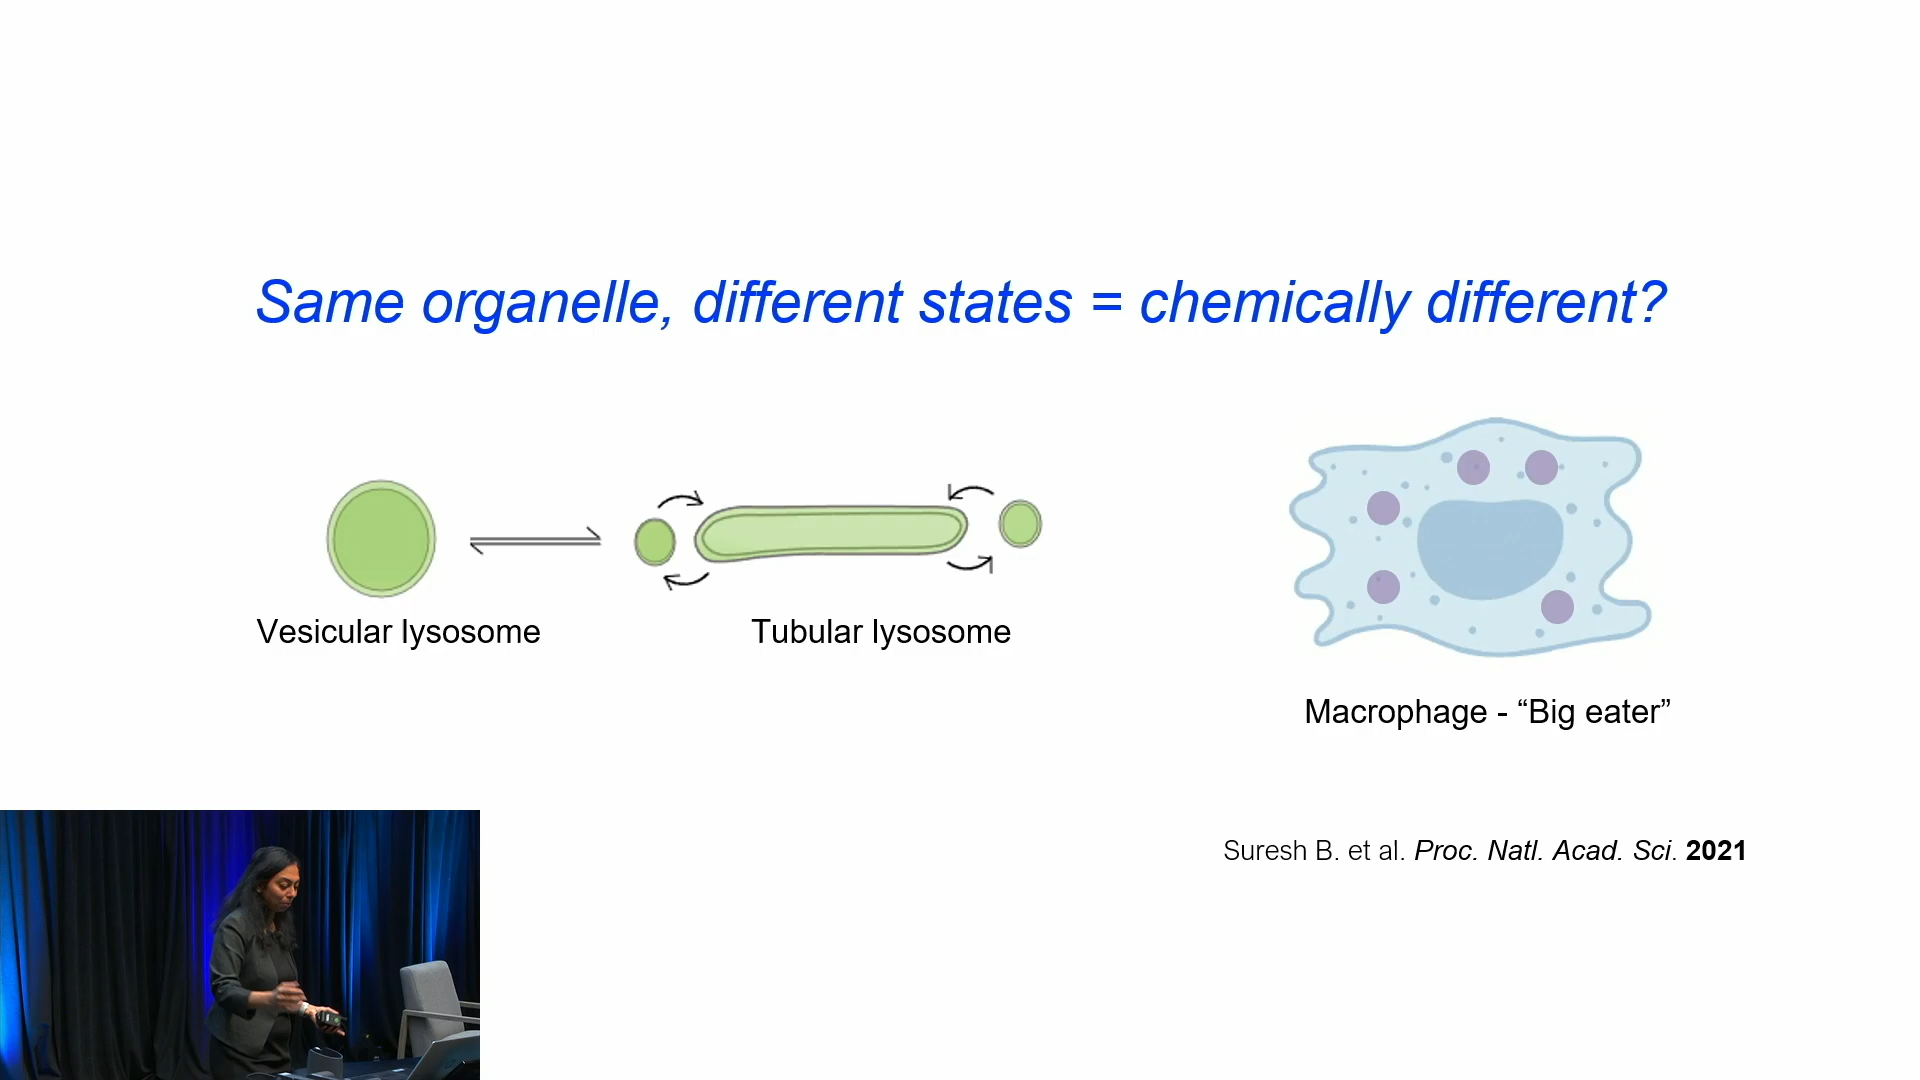 Same organelle, different states = chemically different?
Vesicular lysosome
Tubular lysosome
Macrophage - “Big eater”
Suresh B. et al. Proc. Natl. Acad. Sci. 2021